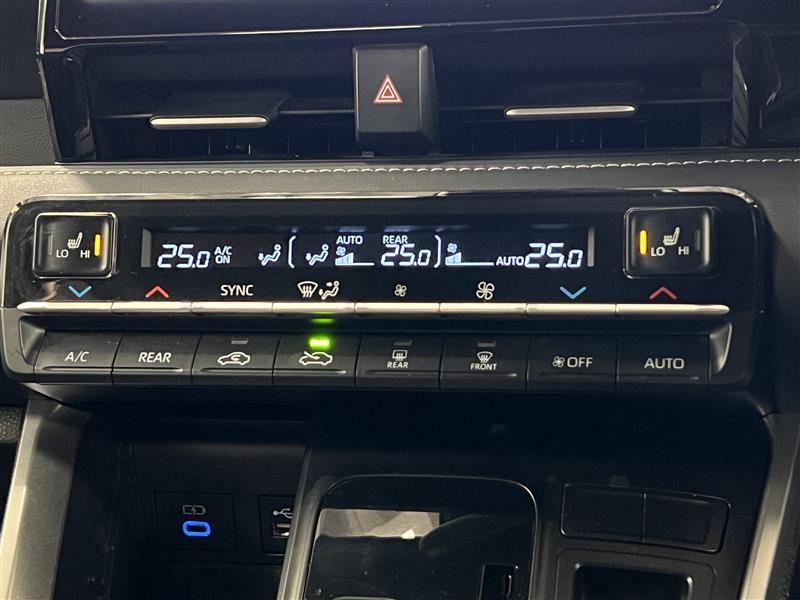 LO HI
25.0 A/C ON AUTO REAR 25.0 AUTO 25.0
LO HI
SYNC
A/C REAR REAR FRONT OFF AUTO